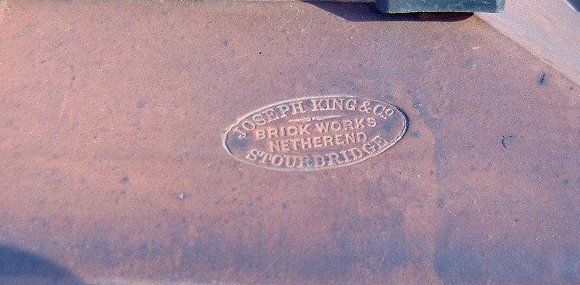 JOSEPH KING & Co
BRICK WORKS
NETHEREND
STOURBRIDGE